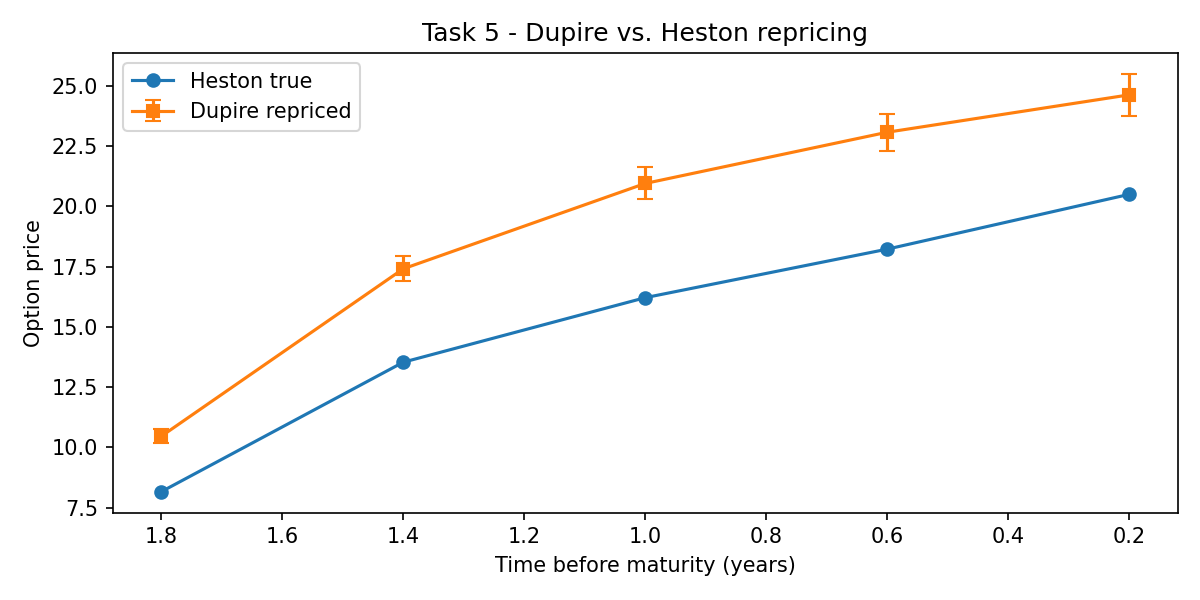 Task 5 - Dupire vs. Heston repricing
Heston true
Dupire repriced
Option price
25.0
22.5
20.0
17.5
15.0
12.5
10.0
7.5
1.8 1.6 1.4 1.2 1.0 0.8 0.6 0.4 0.2
Time before maturity (years)